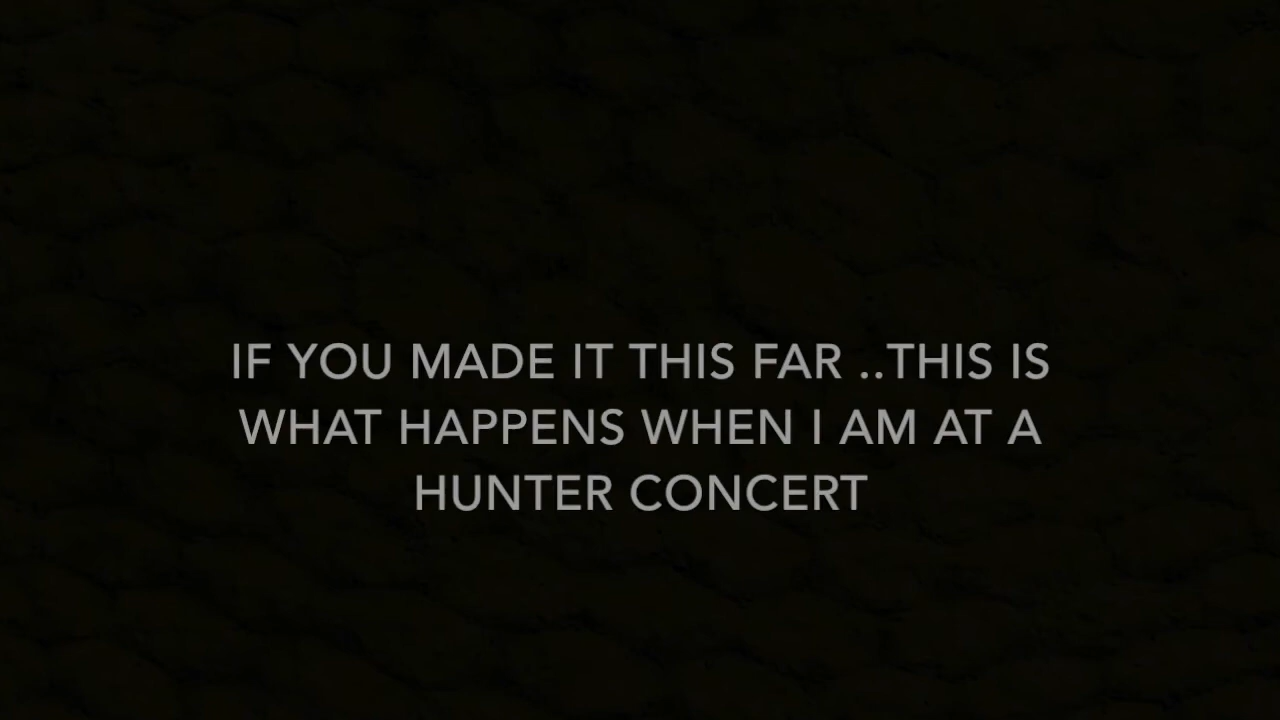 IF YOU MADE IT THIS FAR ..THIS IS
WHAT HAPPENS WHEN I AM AT A
HUNTER CONCERT